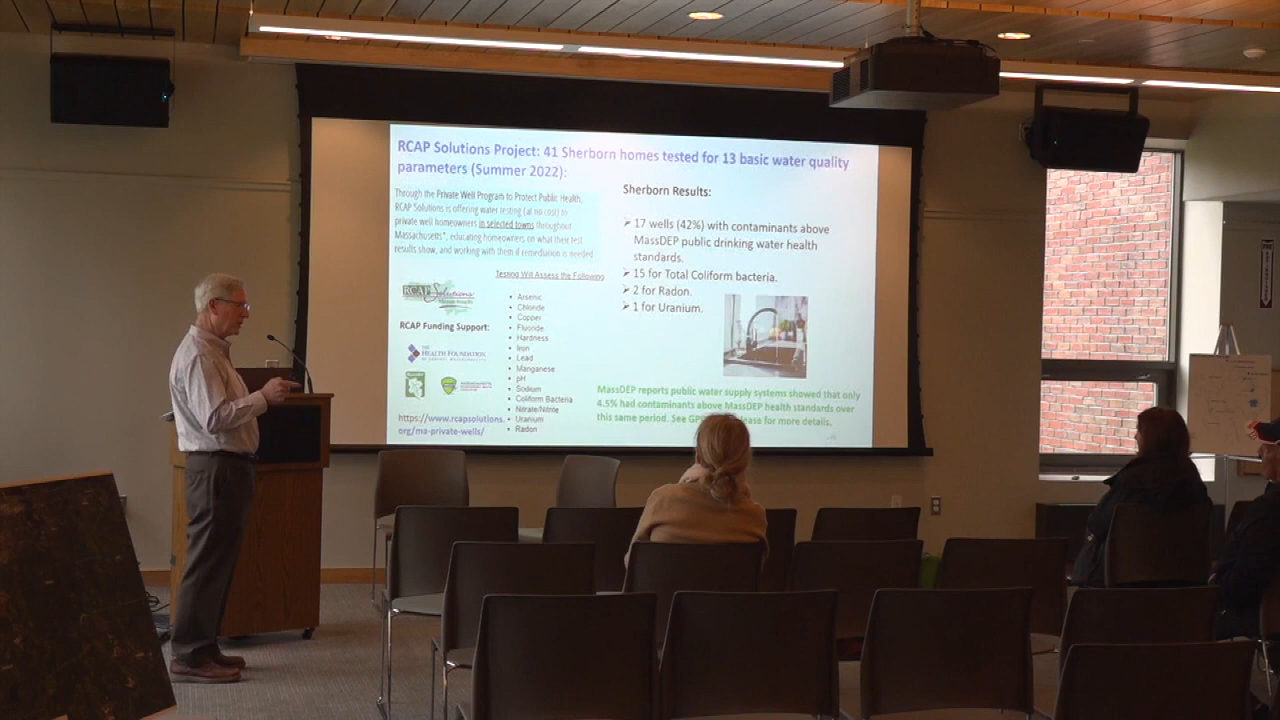 RCAP Solutions Project: 41 Sherborn homes tested for 13 basic water quality
parameters (Summer 2022):
Through the Private Well Program to Protect Public Health,
RCAP Solutions is offering water testing (at no cost) to
private well homeowners in selected towns throughout
Massachusetts*, educating homeowners on what their test
results show, and working with them if remediation is needed.
Testing Will Assess the Following
RCAP Solutions
RCAP Funding Support:
THE
HEALTH FOUNDATION
https://www.rcapsolutions.
org/ma-private-wells/
• Arsenic
• Chloride
• Copper
• Fluoride
• Hardness
• Iron
• Lead
• Manganese
• pH
• Sodium
• Coliform Bacteria
• Nitrate/Nitrite
• Uranium
• Radon
Sherborn Results:
➢ 17 wells (42%) with contaminants above
MassDEP public drinking water health
standards.
➢ 15 for Total Coliform bacteria.
➢ 2 for Radon.
➢ 1 for Uranium.
MassDEP reports public water supply systems showed that only
4.5% had contaminants above MassDEP health standards over
this same period. See for more details.